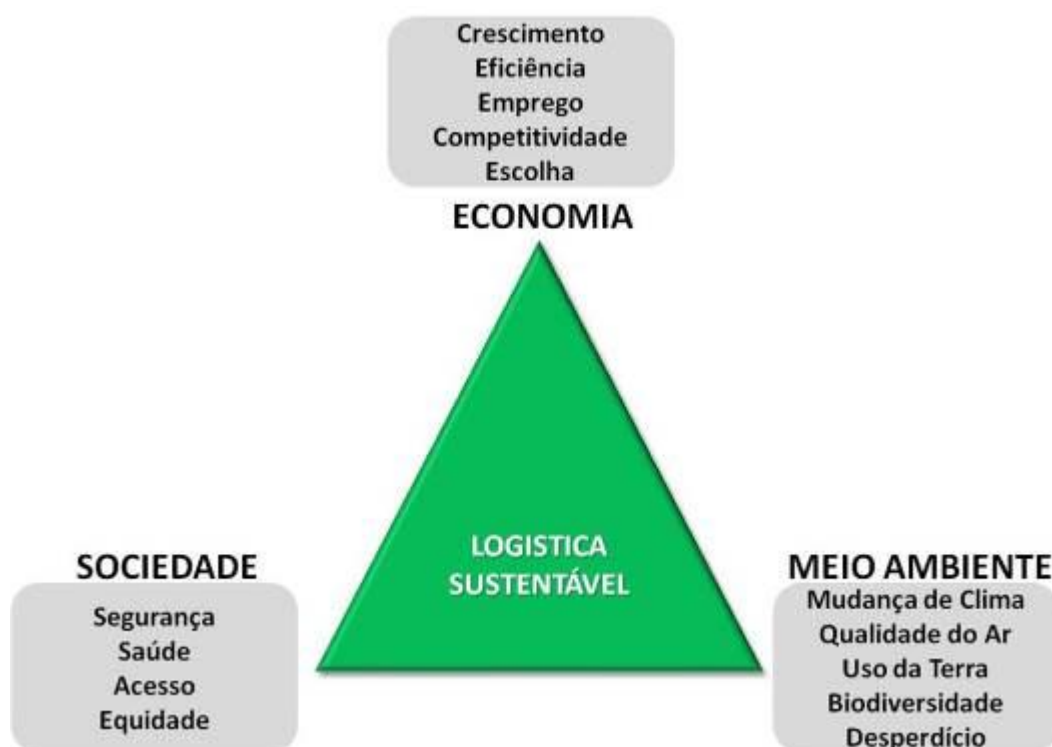 Crescimento
Eficiência
Emprego
Competitividade
Escolha
ECONOMIA
LOGISTICA
SUSTENTÁVEL
SOCIEDADE
Segurança
Saúde
Acesso
Equidade
MEIO AMBIENTE
Mudança de Clima
Qualidade do Ar
Uso da Terra
Biodiversidade
Desperdício